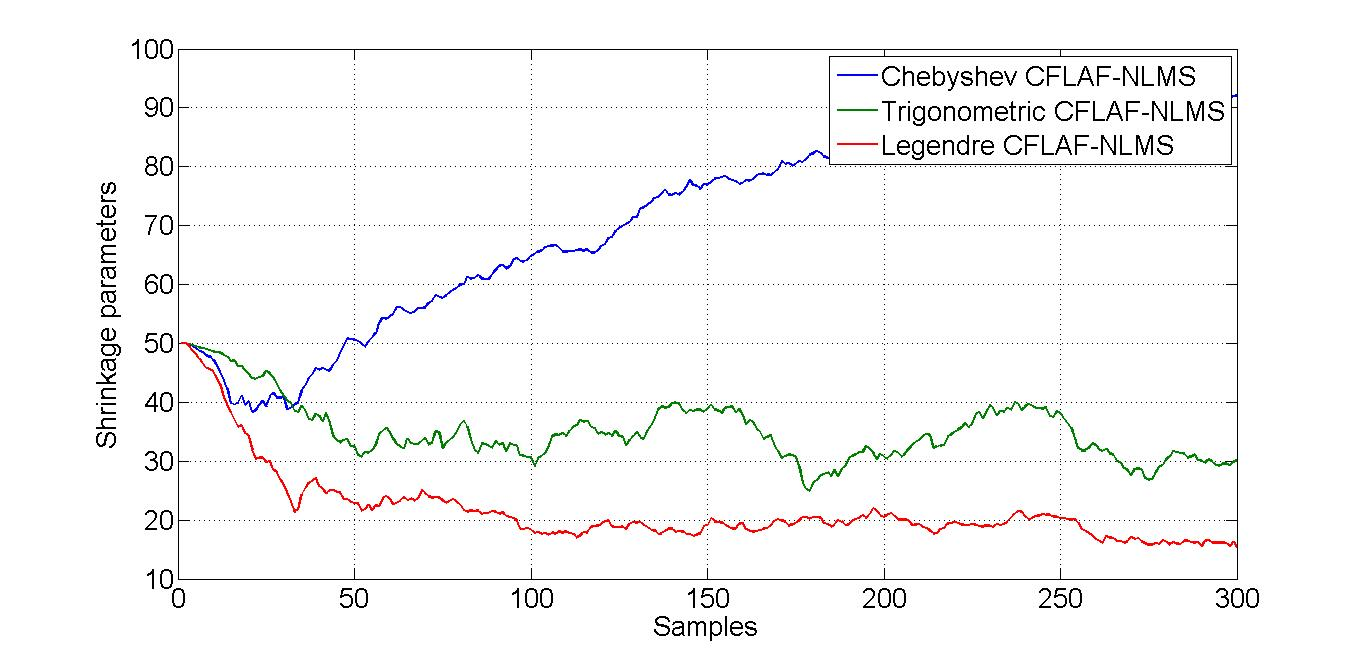 100
90
80
70
60
50
40
30
20
10
Shrinkage parameters
Chebyshev CFLAF-NLMS
Trigonometric CFLAF-NLMS
Legendre CFLAF-NLMS
0 50 100 150 200 250 300
Samples